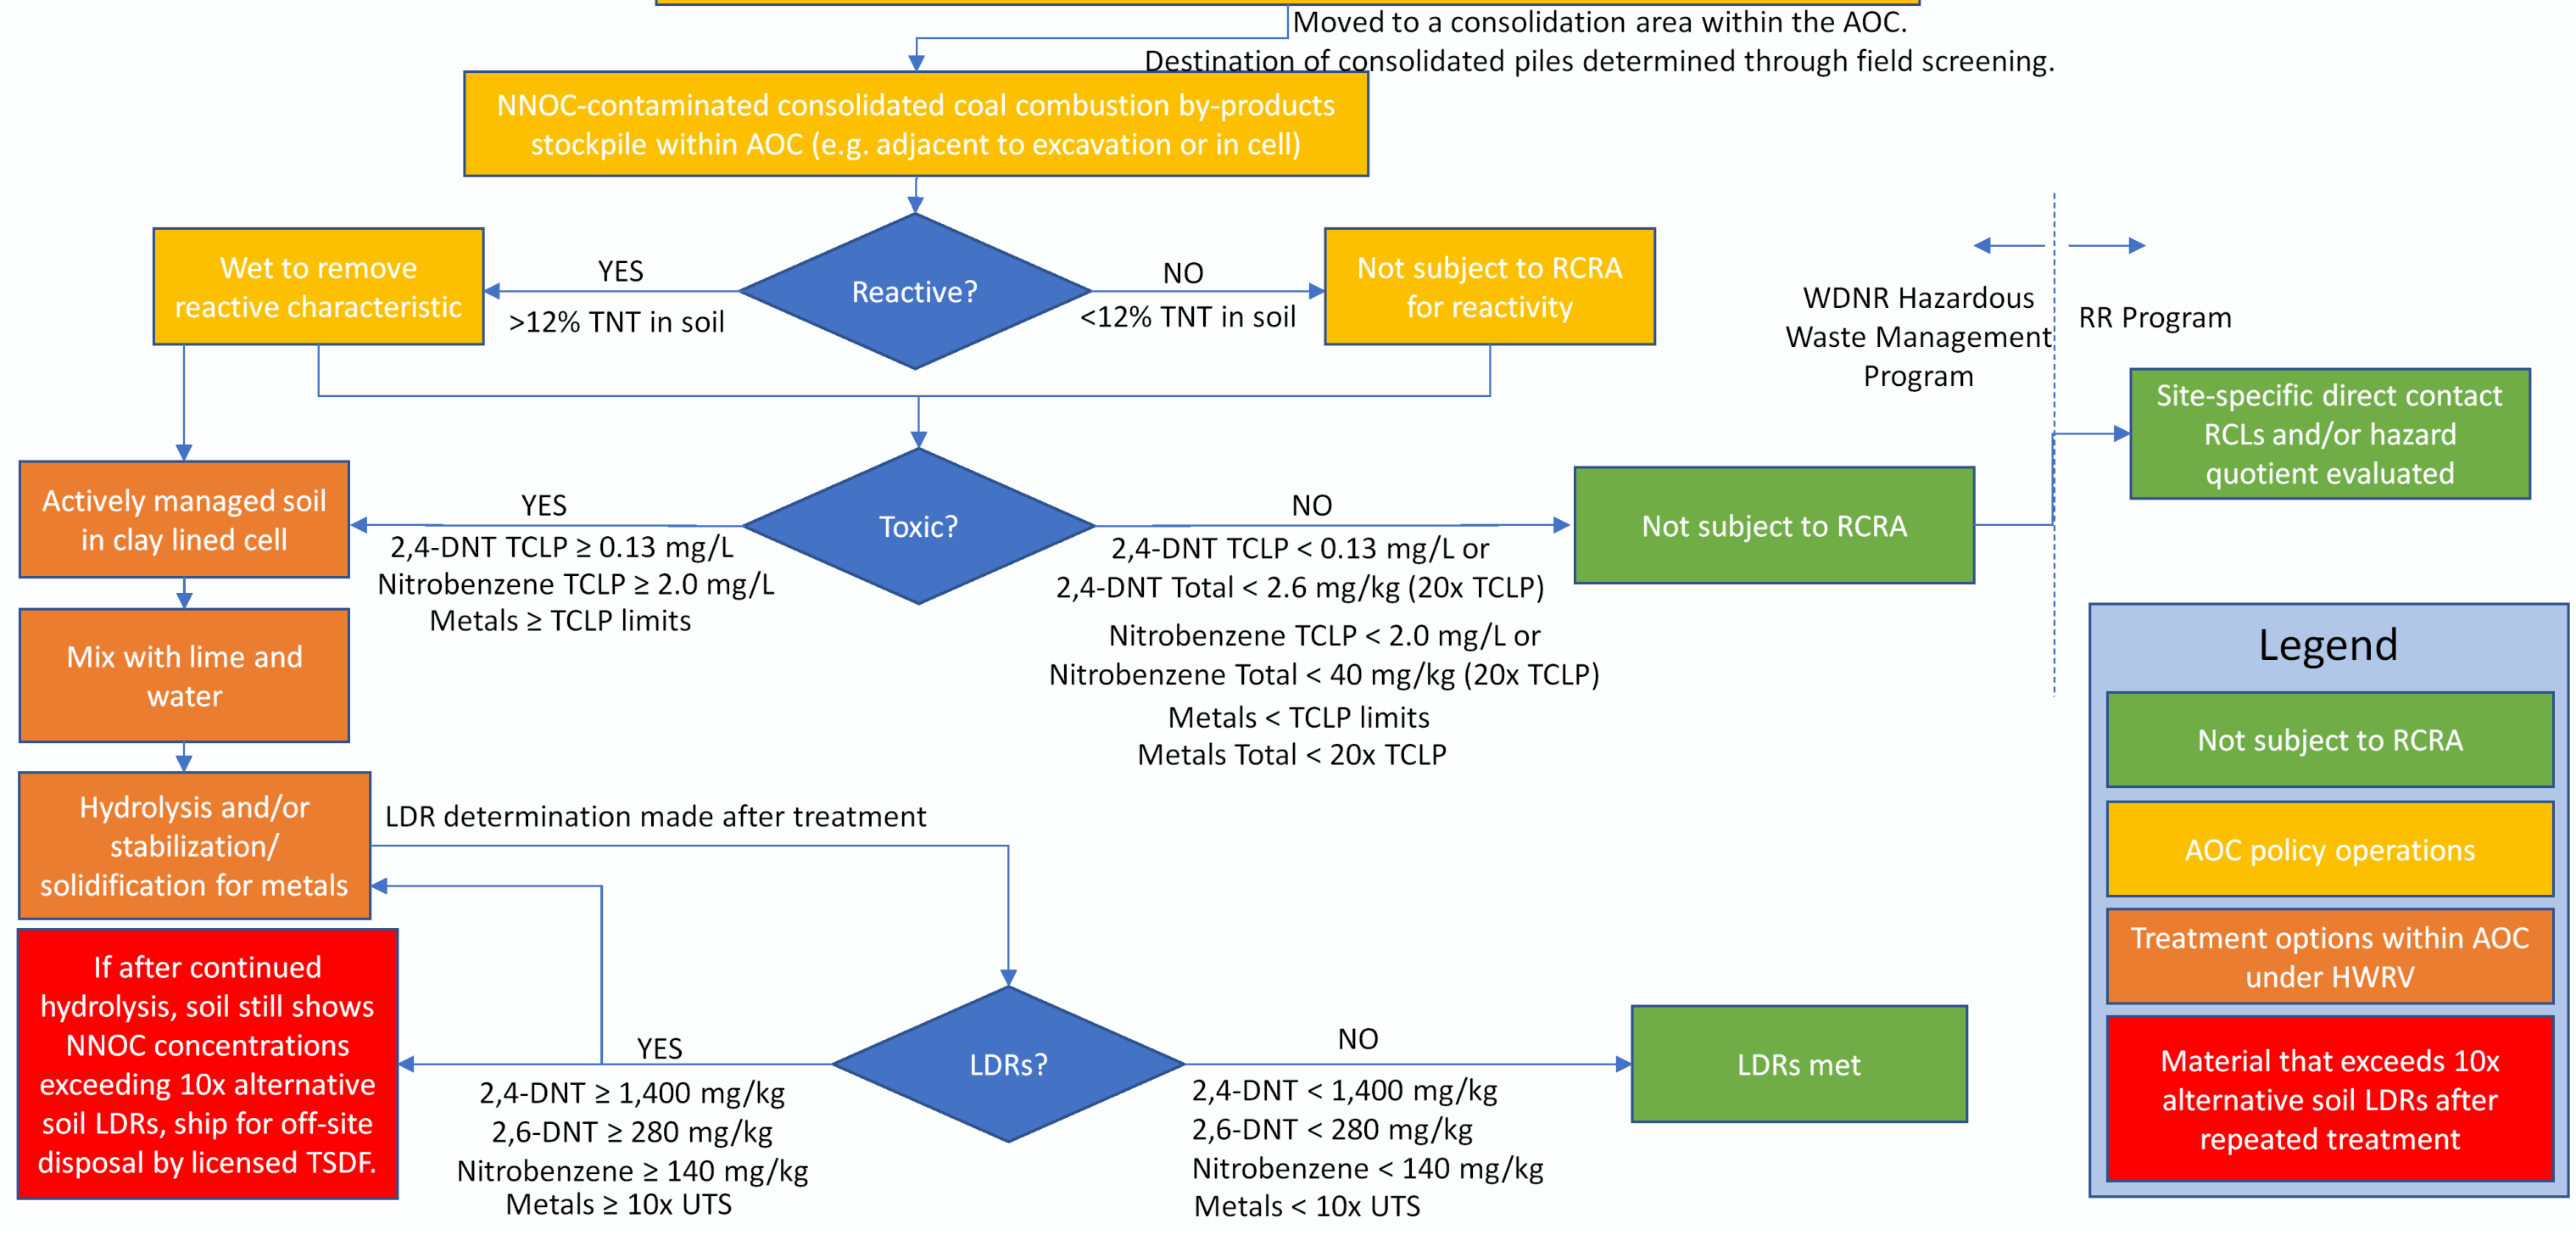 Moved to a consolidation area within the AOC.
Destination of consolidated piles determined through field screening.
NNOC-contaminated consolidated coal combustion by-products
stockpile within AOC (e.g. adjacent to excavation or in cell)
Wet to remove
reactive characteristic
YES
>12% TNT in soil
Reactive?
NO
<12% TNT in soil
Not subject to RCRA
for reactivity
WDNR Hazardous
Waste Management
Program
RR Program
Site-specific direct contact
RCLs and/or hazard
quotient evaluated
Actively managed soil
in clay lined cell
YES
2,4-DNT TCLP ≥ 0.13 mg/L
Nitrobenzene TCLP ≥ 2.0 mg/L
Metals ≥ TCLP limits
Toxic?
NO
2,4-DNT TCLP < 0.13 mg/L or
2,4-DNT Total < 2.6 mg/kg (20x TCLP)
Nitrobenzene TCLP < 2.0 mg/L or
Nitrobenzene Total < 40 mg/kg (20x TCLP)
Metals < TCLP limits
Metals Total < 20x TCLP
Not subject to RCRA
Mix with lime and
water
Hydrolysis and/or
stabilization/
solidification for metals
LDR determination made after treatment
If after continued
hydrolysis, soil still shows
NNOC concentrations
exceeding 10x alternative
soil LDRs, ship for off-site
disposal by licensed TSDF.
YES
2,4-DNT ≥ 1,400 mg/kg
2,6-DNT ≥ 280 mg/kg
Nitrobenzene ≥ 140 mg/kg
Metals ≥ 10x UTS
LDRs?
NO
2,4-DNT < 1,400 mg/kg
2,6-DNT < 280 mg/kg
Nitrobenzene < 140 mg/kg
Metals < 10x UTS
LDRs met
Legend
Not subject to RCRA
AOC policy operations
Treatment options within AOC
under HWRV
Material that exceeds 10x
alternative soil LDRs after
repeated treatment